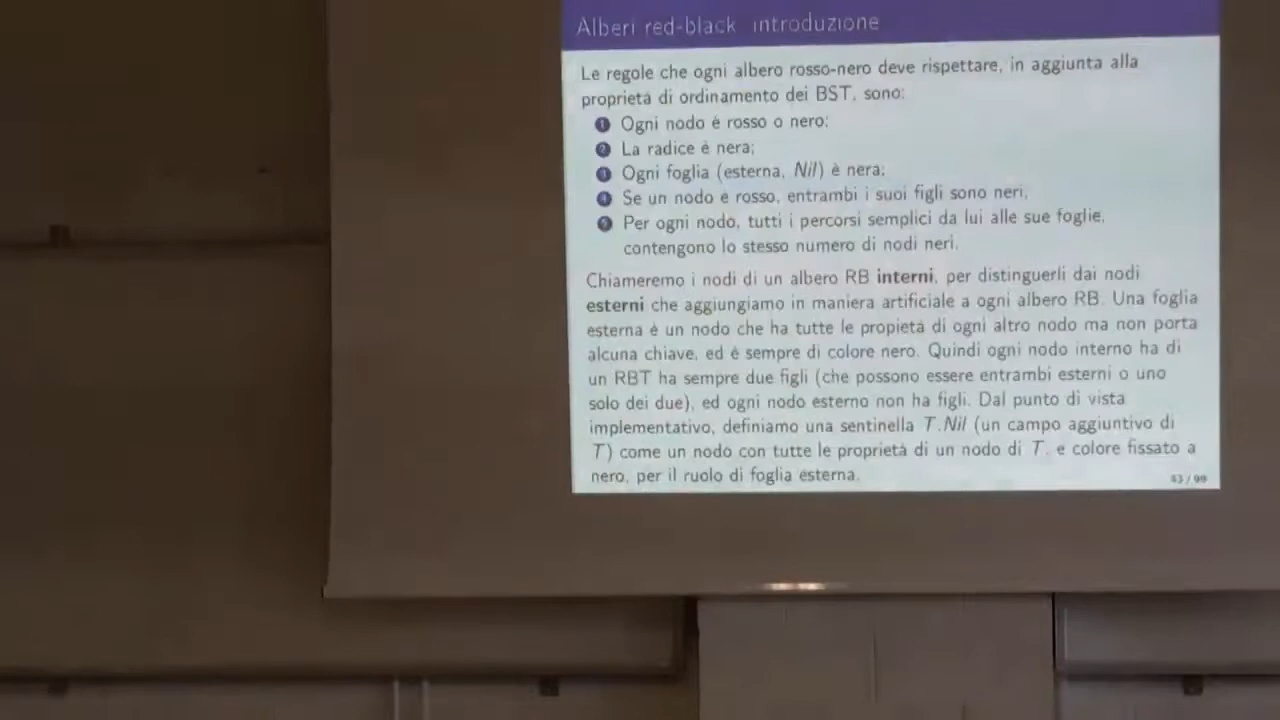 Alberi red-black introduzione
Le regole che ogni albero rosso-nero deve rispettare, in aggiunta alla
proprietà di ordinamento dei BST, sono:
1 Ogni nodo è rosso o nero;
2 La radice è nera;
3 Ogni foglia (esterna, Nil) è nera;
4 Se un nodo è rosso, entrambi i suoi figli sono neri;
5 Per ogni nodo, tutti i percorsi semplici da lui alle sue foglie,
contengono lo stesso numero di nodi neri.
Chiameremo i nodi di un albero RB interni, per distinguerli dai nodi
esterni che aggiungiamo in maniera artificiale a ogni albero RB. Una foglia
esterna è un nodo che ha tutte le propietà di ogni altro nodo ma non porta
alcuna chiave, ed è sempre di colore nero. Quindi ogni nodo interno ha di
un RBT ha sempre due figli (che possono essere entrambi esterni o uno
solo dei due), ed ogni nodo esterno non ha figli. Dal punto di vista
implementativo, definiamo una sentinella T.Nil (un campo aggiuntivo di
T) come un nodo con tutte le proprietà di un nodo di T, e colore fissato a
nero, per il ruolo di foglia esterna.
43 / 99